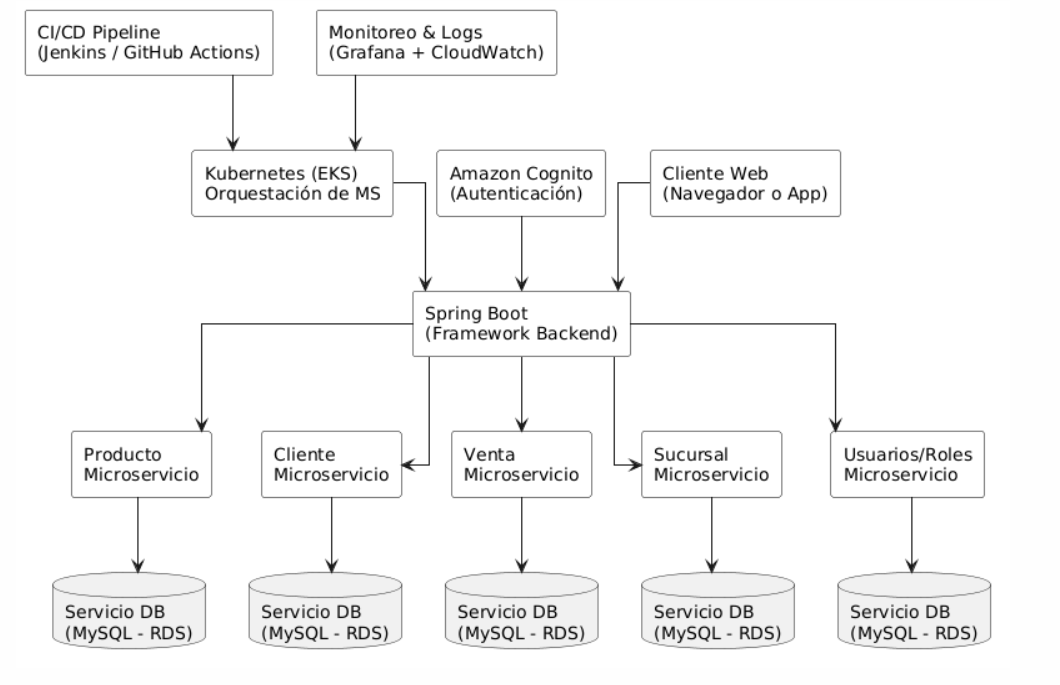 CI/CD Pipeline
(Jenkins / GitHub Actions)
Monitoreo & Logs
(Grafana + CloudWatch)
Kubernetes (EKS)
Orquestación de MS
Amazon Cognito
(Autenticación)
Cliente Web
(Navegador o App)
Spring Boot
(Framework Backend)
Producto
Microservicio
Cliente
Microservicio
Venta
Microservicio
Sucursal
Microservicio
Usuarios/Roles
Microservicio
Servicio DB
(MySQL - RDS)
Servicio DB
(MySQL - RDS)
Servicio DB
(MySQL - RDS)
Servicio DB
(MySQL - RDS)
Servicio DB
(MySQL - RDS)